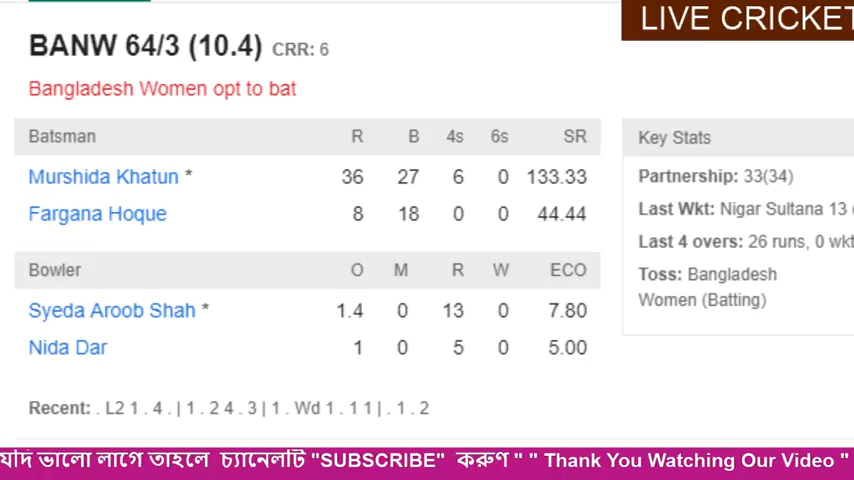 LIVE CRICKET
BANW 64/3 (10.4) CRR: 6
Bangladesh Women opt to bat
Batsman R B 4s 6s SR
Murshida Khatun * 36 27 6 0 133.33
Fargana Hoque 8 18 0 0 44.44
Bowler O M R W ECO
Syeda Aroob Shah * 1.4 0 13 0 7.80
Nida Dar 1 0 5 0 5.00
Recent: . L2 1 . 4 . | 1 . 2 4 . 3 | 1 . Wd 1 . 1 1 | . 1 . 2
Key Stats
Partnership: 33(34)
Last Wkt: Nigar Sultana 13
Last 4 overs: 26 runs, 0 wkt
Toss: Bangladesh
Women (Batting)
যদি ভালো লাগে তাহলে চ্যানেলটি "SUBSCRIBE" করুণ " " Thank You Watching Our Video "